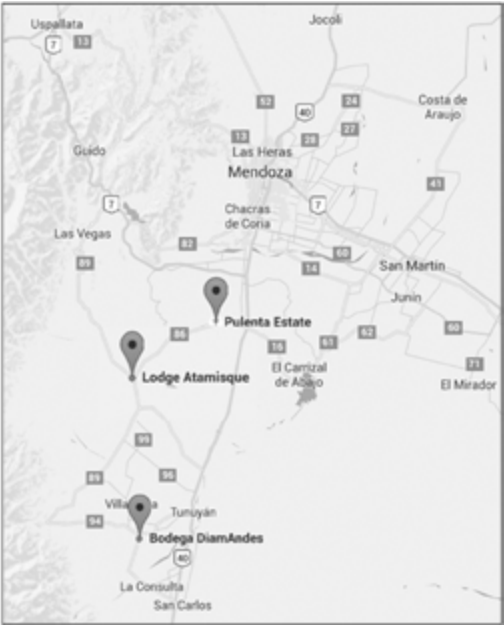 Jocoli
Uspallata
7
13
52
40
24
Costa de
Araujo
13
28
27
Las Heras
Guido
Mendoza
41
7
7
Chacras
de Coria
Las Vegas
82
60
89
14
San Martín
Junín
Pulenta Estate
86
16
61
62
60
71
El Carrizal
de Abajo
El Mirador
Lodge Atamisque
99
89
96
94
Tunuyán
Bodega DiamAndes
40
La Consulta
San Carlos